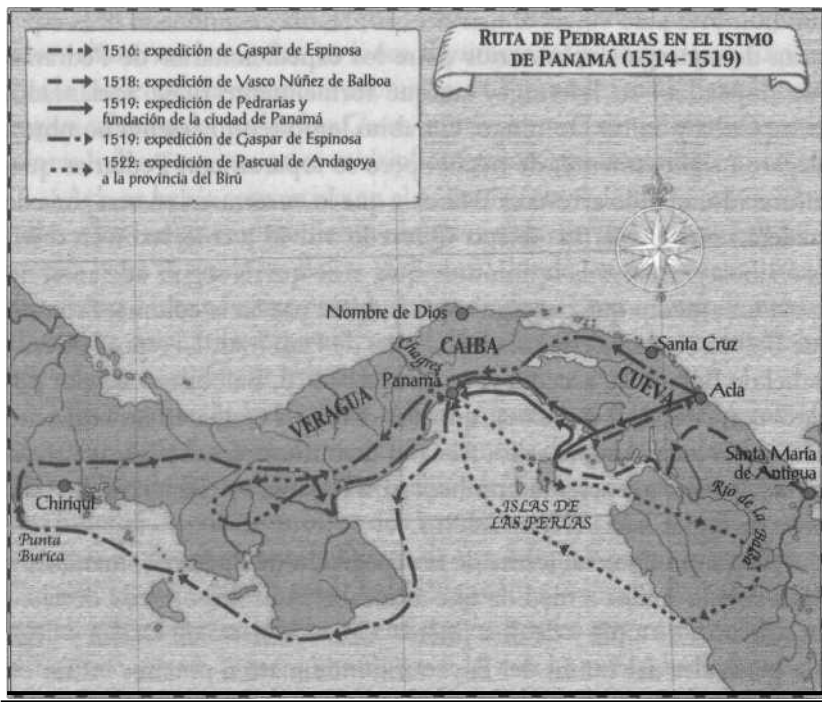 1516: expedición de Gaspar de Espinosa
1518: expedición de Vasco Núñez de Balboa
1519: expedición de Pedrarias y
fundación de la ciudad de Panamá
1519: expedición de Gaspar de Espinosa
1522: expedición de Pascual de Andagoya
a la provincia del Birú
RUTA DE PEDRARIAS EN EL ISTMO
DE PANAMÁ (1514-1519)
Nombre de Dios
Chagres
CAIBA
Santa Cruz
Panamá
CUEVA
Acla
VERAGUA
Santa María
de Antigua
Chiriquí
ISLAS DE
LAS PERLAS
Río de la Balsa
Punta
Burica